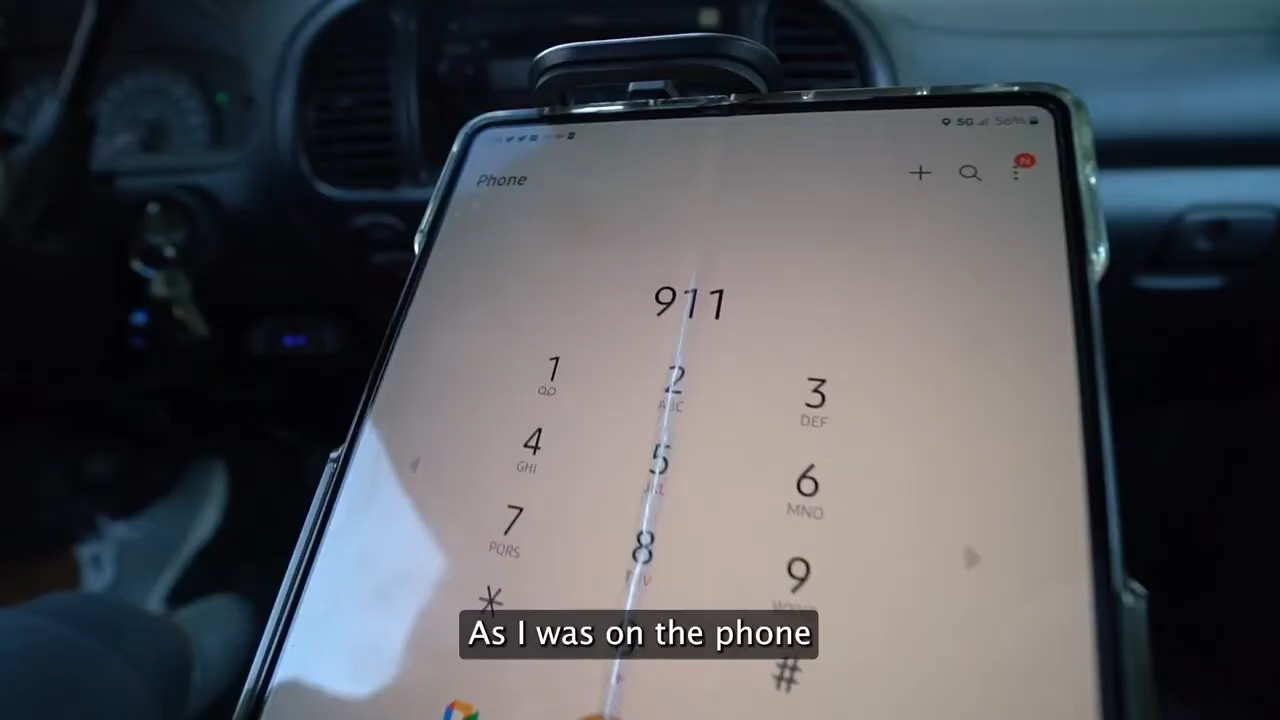 5G 56%
Phone
N
911
1 2 3
ABC DEF
4 5 6
GHI JKL MNO
7 8 9
PQRS
*
#
As I was on the phone